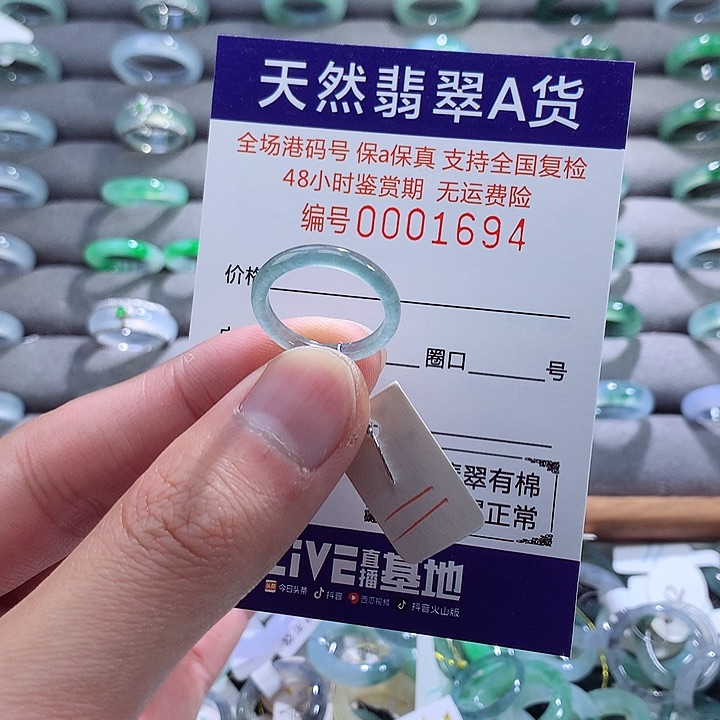 天然翡翠A货
全场港码号 保a保真 支持全国复检
48小时鉴赏期 无运费险
编号0001694
价格
圈口 号
翡翠有棉
正常
LiVE直播基地
今日头条 抖音 西瓜视频 抖音火山版